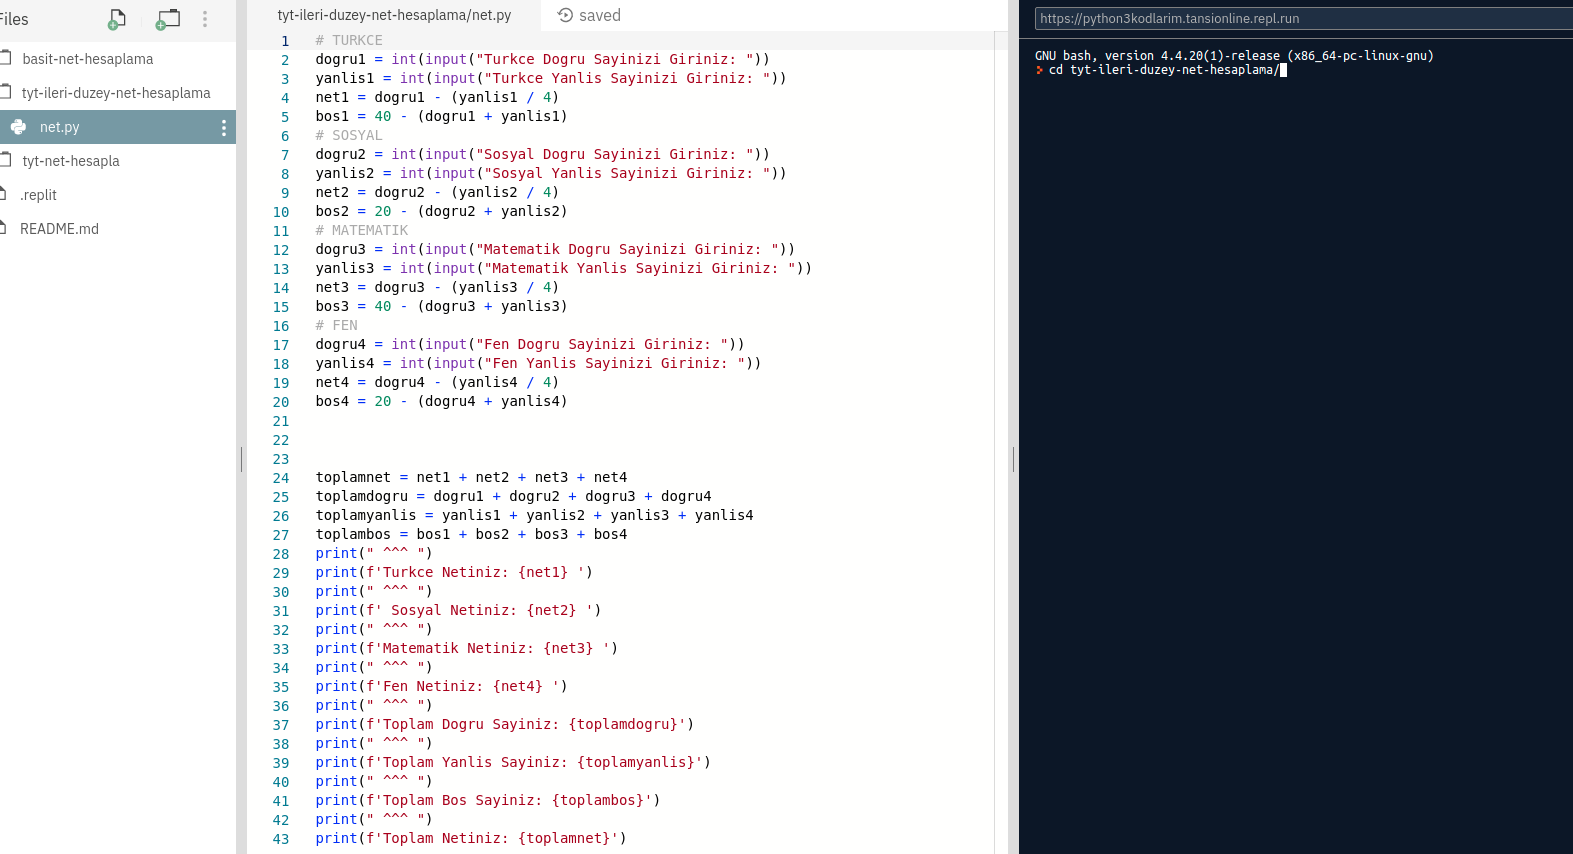 Files
basit-net-hesaplama
tyt-ileri-duzey-net-hesaplama
net.py
tyt-net-hesapla
.replit
README.md
tyt-ileri-duzey-net-hesaplama/net.py
saved
1 # TURKCE
2 dogru1 = int(input("Turkce Dogru Sayinizi Giriniz: "))
3 yanlis1 = int(input("Turkce Yanlis Sayinizi Giriniz: "))
4 net1 = dogru1 - (yanlis1 / 4)
5 bos1 = 40 - (dogru1 + yanlis1)
6 # SOSYAL
7 dogru2 = int(input("Sosyal Dogru Sayinizi Giriniz: "))
8 yanlis2 = int(input("Sosyal Yanlis Sayinizi Giriniz: "))
9 net2 = dogru2 - (yanlis2 / 4)
10 bos2 = 20 - (dogru2 + yanlis2)
11 # MATEMATIK
12 dogru3 = int(input("Matematik Dogru Sayinizi Giriniz: "))
13 yanlis3 = int(input("Matematik Yanlis Sayinizi Giriniz: "))
14 net3 = dogru3 - (yanlis3 / 4)
15 bos3 = 40 - (dogru3 + yanlis3)
16 # FEN
17 dogru4 = int(input("Fen Dogru Sayinizi Giriniz: "))
18 yanlis4 = int(input("Fen Yanlis Sayinizi Giriniz: "))
19 net4 = dogru4 - (yanlis4 / 4)
20 bos4 = 20 - (dogru4 + yanlis4)
21
22
23
24 toplamnet = net1 + net2 + net3 + net4
25 toplamdogru = dogru1 + dogru2 + dogru3 + dogru4
26 toplamyanlis = yanlis1 + yanlis2 + yanlis3 + yanlis4
27 toplambos = bos1 + bos2 + bos3 + bos4
28 print(" ^^^ ")
29 print(f'Turkce Netiniz: {net1} ')
30 print(" ^^^ ")
31 print(f' Sosyal Netiniz: {net2} ')
32 print(" ^^^ ")
33 print(f'Matematik Netiniz: {net3} ')
34 print(" ^^^ ")
35 print(f'Fen Netiniz: {net4} ')
36 print(" ^^^ ")
37 print(f'Toplam Dogru Sayiniz: {toplamdogru}')
38 print(" ^^^ ")
39 print(f'Toplam Yanlis Sayiniz: {toplamyanlis}')
40 print(" ^^^ ")
41 print(f'Toplam Bos Sayiniz: {toplambos}')
42 print(" ^^^ ")
43 print(f'Toplam Netiniz: {toplamnet}')
https://python3kodlarim.tansionline.repl.run
GNU bash, version 4.4.20(1)-release (x86_64-pc-linux-gnu)
cd tyt-ileri-duzey-net-hesaplama/